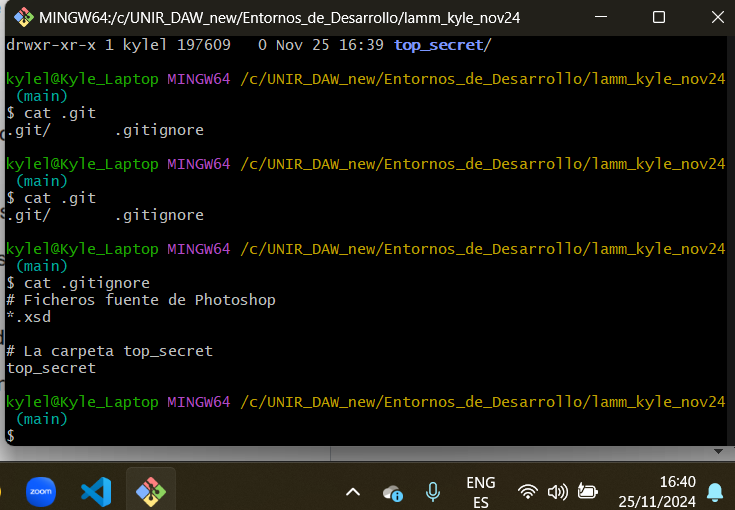 MINGW64:/c/UNIR_DAW_new/Entornos_de_Desarrollo/lamm_kyle_nov24
drwxr-xr-x 1 kylel 197609   0 Nov 25 16:39 top_secret/
kylel@Kyle_Laptop MINGW64 /c/UNIR_DAW_new/Entornos_de_Desarrollo/lamm_kyle_nov24
(main)
$ cat .git
.git/       .gitignore
kylel@Kyle_Laptop MINGW64 /c/UNIR_DAW_new/Entornos_de_Desarrollo/lamm_kyle_nov24
(main)
$ cat .git
.git/       .gitignore
kylel@Kyle_Laptop MINGW64 /c/UNIR_DAW_new/Entornos_de_Desarrollo/lamm_kyle_nov24
(main)
$ cat .gitignore
# Ficheros fuente de Photoshop
*.xsd
# La carpeta top_secret
top_secret
kylel@Kyle_Laptop MINGW64 /c/UNIR_DAW_new/Entornos_de_Desarrollo/lamm_kyle_nov24
(main)
$
zoom
ENG
ES
16:40
25/11/2024